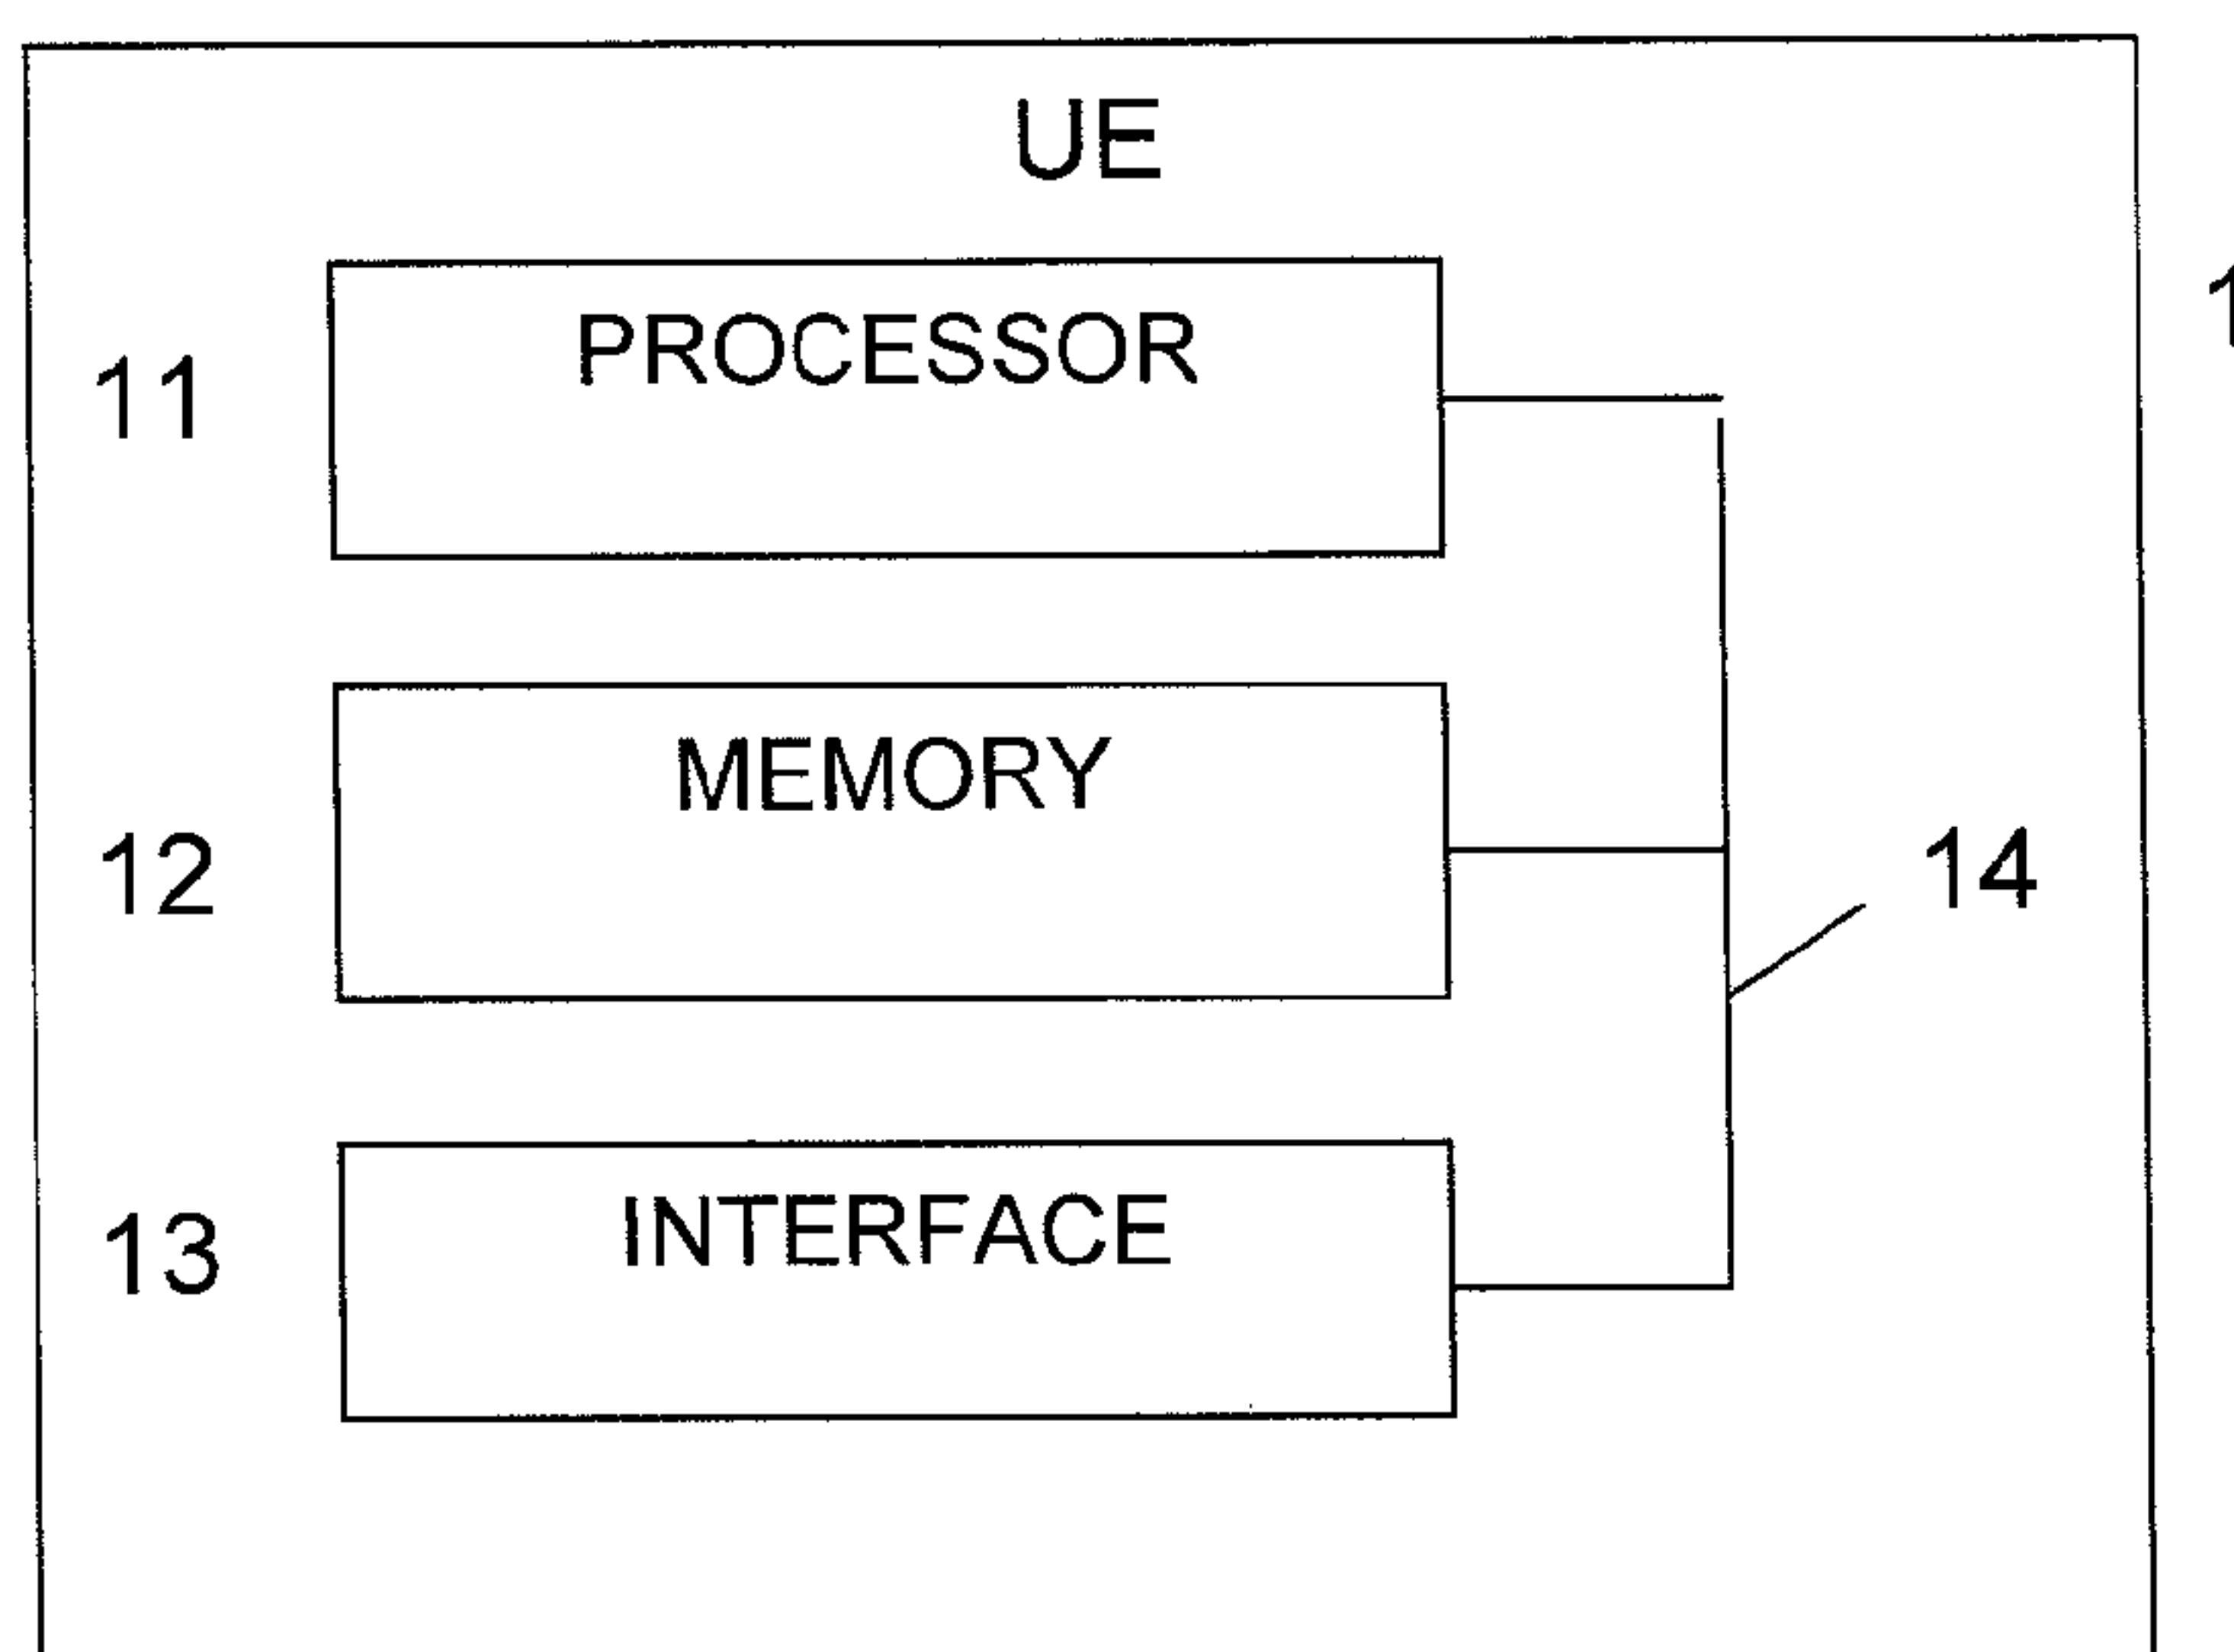 UE
PROCESSOR
11
MEMORY
12
14
INTERFACE
13